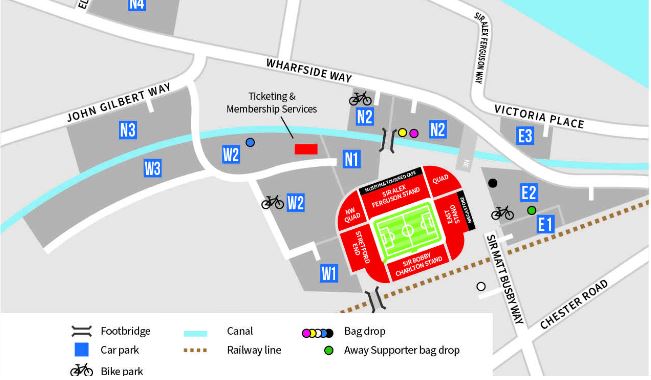 N4
EL
SIR ALEX FERGUSON WAY
WHARFSIDE WAY
JOHN GILBERT WAY
Ticketing &
Membership Services
VICTORIA PLACE
N2
N2
N3
E3
W3
W2
N1
NE
E2
W2
E1
SIR ALEX
FERGUSON STAND
QUAD
NW
QUAD
MEGASTORE
EAST
STAND
STRETFORD
END
SIR BOBBY
CHARLTON STAND
W1
SIR MATT BUSBY WAY
CHESTER ROAD
Footbridge
Canal
Bag drop
Car park
Railway line
Away Supporter bag drop
Bike park